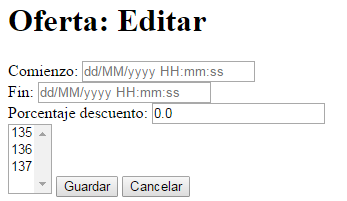 Oferta: Editar
Comienzo: dd/MM/yyyy HH:mm:ss
Fin: dd/MM/yyyy HH:mm:ss
Porcentaje descuento: 0.0
135
136
137
Guardar Cancelar